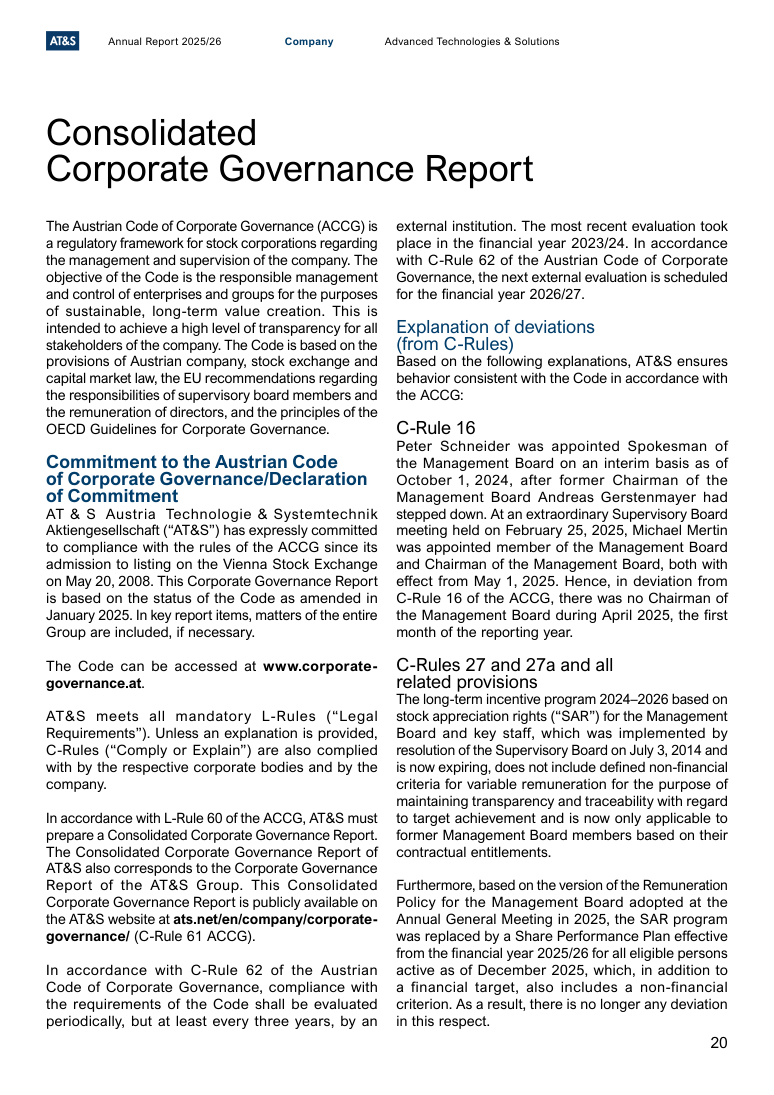 AT&S Annual Report 2025/26 Company Advanced Technologies & Solutions
Consolidated
Corporate Governance Report
The Austrian Code of Corporate Governance (ACCG) is
a regulatory framework for stock corporations regarding
the management and supervision of the company. The
objective of the Code is the responsible management
and control of enterprises and groups for the purposes
of sustainable, long-term value creation. This is
intended to achieve a high level of transparency for all
stakeholders of the company. The Code is based on the
provisions of Austrian company, stock exchange and
capital market law, the EU recommendations regarding
the responsibilities of supervisory board members and
the remuneration of directors, and the principles of the
OECD Guidelines for Corporate Governance.
Commitment to the Austrian Code
of Corporate Governance/Declaration
of Commitment
AT & S Austria Technologie & Systemtechnik
Aktiengesellschaft (“AT&S”) has expressly committed
to compliance with the rules of the ACCG since its
admission to listing on the Vienna Stock Exchange
on May 20, 2008. This Corporate Governance Report
is based on the status of the Code as amended in
January 2025. In key report items, matters of the entire
Group are included, if necessary.
The Code can be accessed at www.corporate-
governance.at.
AT&S meets all mandatory L-Rules (“Legal
Requirements”). Unless an explanation is provided,
C-Rules (“Comply or Explain”) are also complied
with by the respective corporate bodies and by the
company.
In accordance with L-Rule 60 of the ACCG, AT&S must
prepare a Consolidated Corporate Governance Report.
The Consolidated Corporate Governance Report of
AT&S also corresponds to the Corporate Governance
Report of the AT&S Group. This Consolidated
Corporate Governance Report is publicly available on
the AT&S website at ats.net/en/company/corporate-
governance/ (C-Rule 61 ACCG).
In accordance with C-Rule 62 of the Austrian
Code of Corporate Governance, compliance with
the requirements of the Code shall be evaluated
periodically, but at least every three years, by an
external institution. The most recent evaluation took
place in the financial year 2023/24. In accordance
with C-Rule 62 of the Austrian Code of Corporate
Governance, the next external evaluation is scheduled
for the financial year 2026/27.
Explanation of deviations
(from C-Rules)
Based on the following explanations, AT&S ensures
behavior consistent with the Code in accordance with
the ACCG:
C-Rule 16
Peter Schneider was appointed Spokesman of
the Management Board on an interim basis as of
October 1, 2024, after former Chairman of the
Management Board Andreas Gerstenmayer had
stepped down. At an extraordinary Supervisory Board
meeting held on February 25, 2025, Michael Mertin
was appointed member of the Management Board
and Chairman of the Management Board, both with
effect from May 1, 2025. Hence, in deviation from
C-Rule 16 of the ACCG, there was no Chairman of
the Management Board during April 2025, the first
month of the reporting year.
C-Rules 27 and 27a and all
related provisions
The long-term incentive program 2024–2026 based on
stock appreciation rights (“SAR”) for the Management
Board and key staff, which was implemented by
resolution of the Supervisory Board on July 3, 2014 and
is now expiring, does not include defined non-financial
criteria for variable remuneration for the purpose of
maintaining transparency and traceability with regard
to target achievement and is now only applicable to
former Management Board members based on their
contractual entitlements.
Furthermore, based on the version of the Remuneration
Policy for the Management Board adopted at the
Annual General Meeting in 2025, the SAR program
was replaced by a Share Performance Plan effective
from the financial year 2025/26 for all eligible persons
active as of December 2025, which, in addition to
a financial target, also includes a non-financial
criterion. As a result, there is no longer any deviation
in this respect.
20